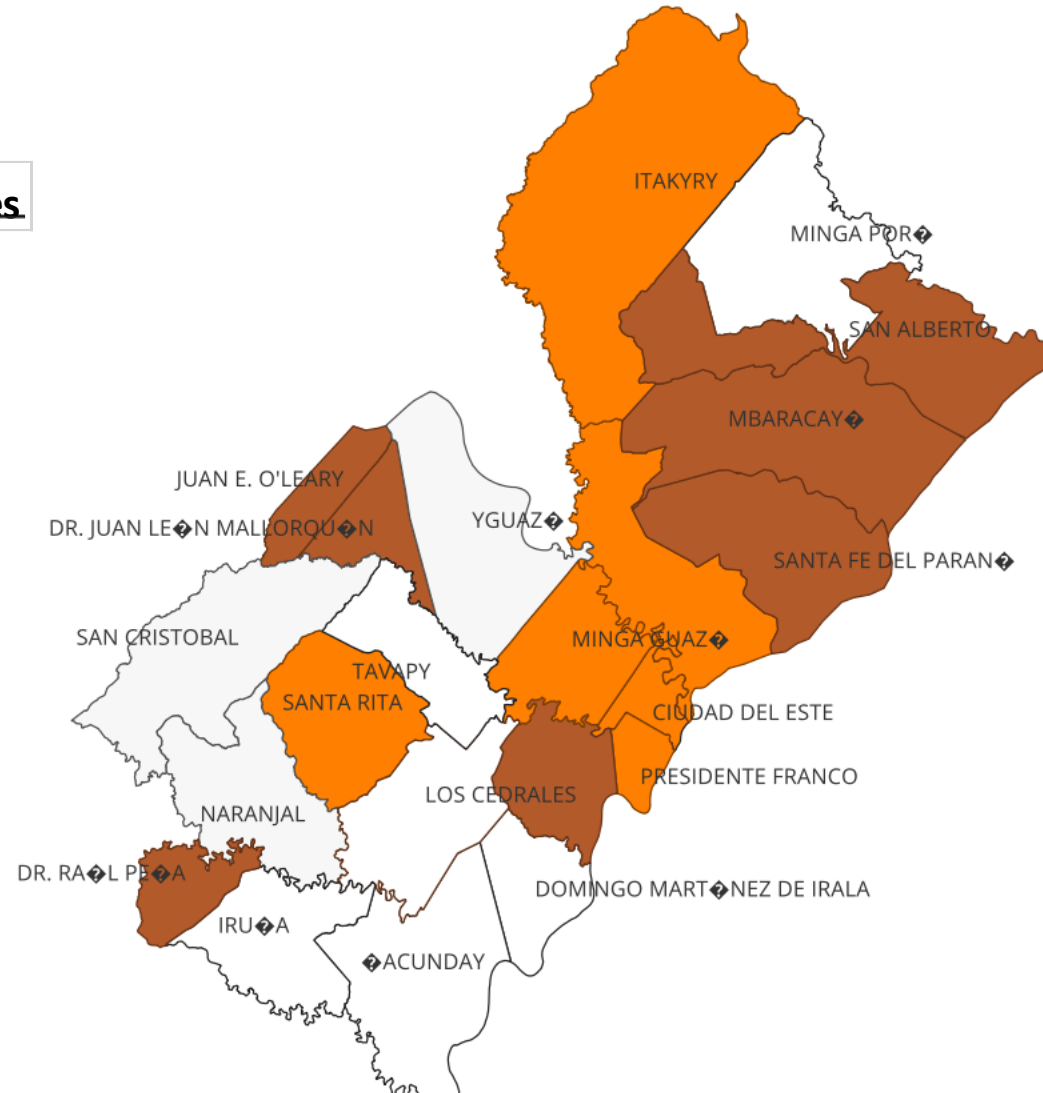 es
ITAKYRY
MINGA POR�
SAN ALBERTO
MBARACAY�
JUAN E. O'LEARY
YGUAZ�
DR. JUAN LE�N MALLORQU�N
SANTA FE DEL PARAN�
SAN CRISTOBAL
MINGA GUAZ�
TAVAPY
SANTA RITA
CIUDAD DEL ESTE
PRESIDENTE FRANCO
LOS CEDRALES
NARANJAL
DR. RA�L PE�A
DOMINGO MART�NEZ DE IRALA
IRU�A
�ACUNDAY